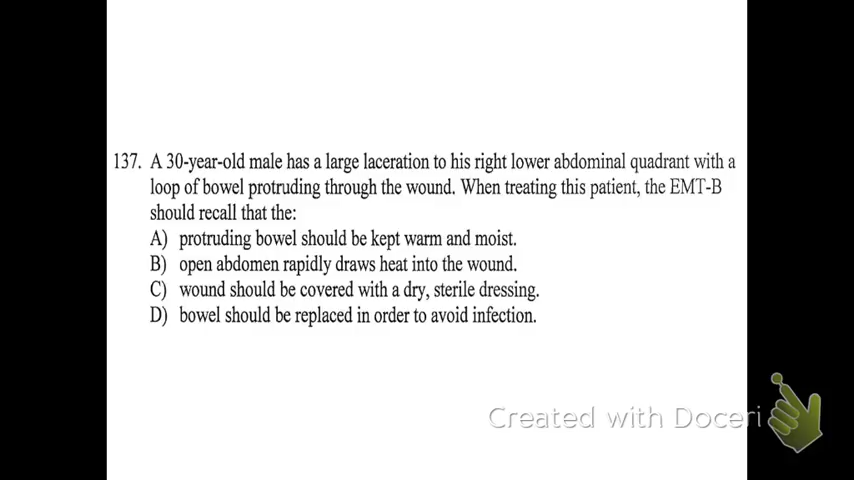 137. A 30-year-old male has a large laceration to his right lower abdominal quadrant with a
loop of bowel protruding through the wound. When treating this patient, the EMT-B
should recall that the:
A) protruding bowel should be kept warm and moist.
B) open abdomen rapidly draws heat into the wound.
C) wound should be covered with a dry, sterile dressing.
D) bowel should be replaced in order to avoid infection.
Created with Doceri